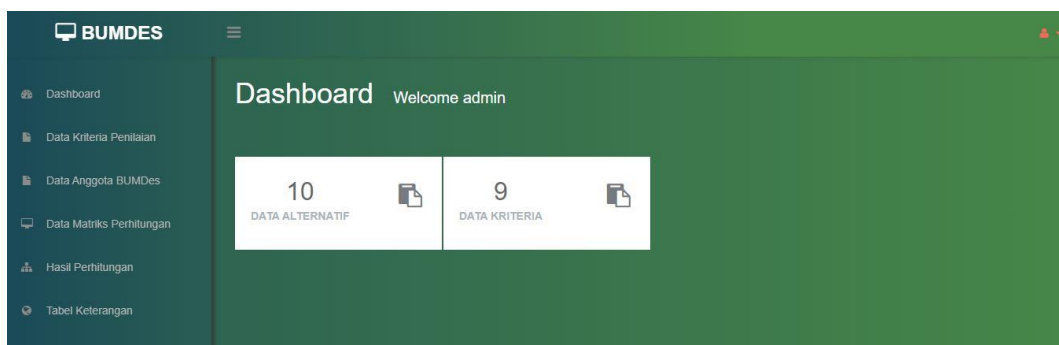 BUMDES
Dashboard
Data Kriteria Penilaian
Data Anggota BUMDes
Data Matriks Perhitungan
Hasil Perhitungan
Tabel Keterangan
Dashboard Welcome admin
10
DATA ALTERNATIF
9
DATA KRITERIA